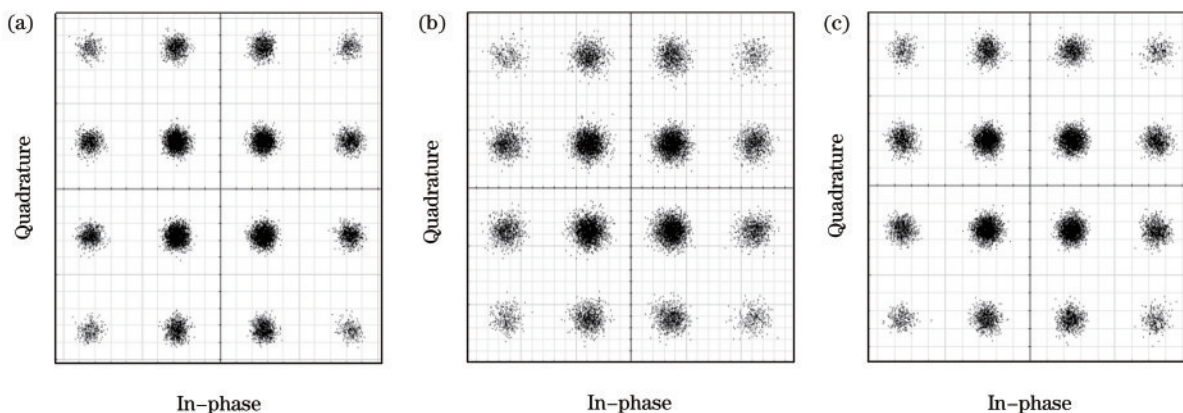 (a)
Quadrature
In-phase
(b)
Quadrature
In-phase
(c)
Quadrature
In-phase